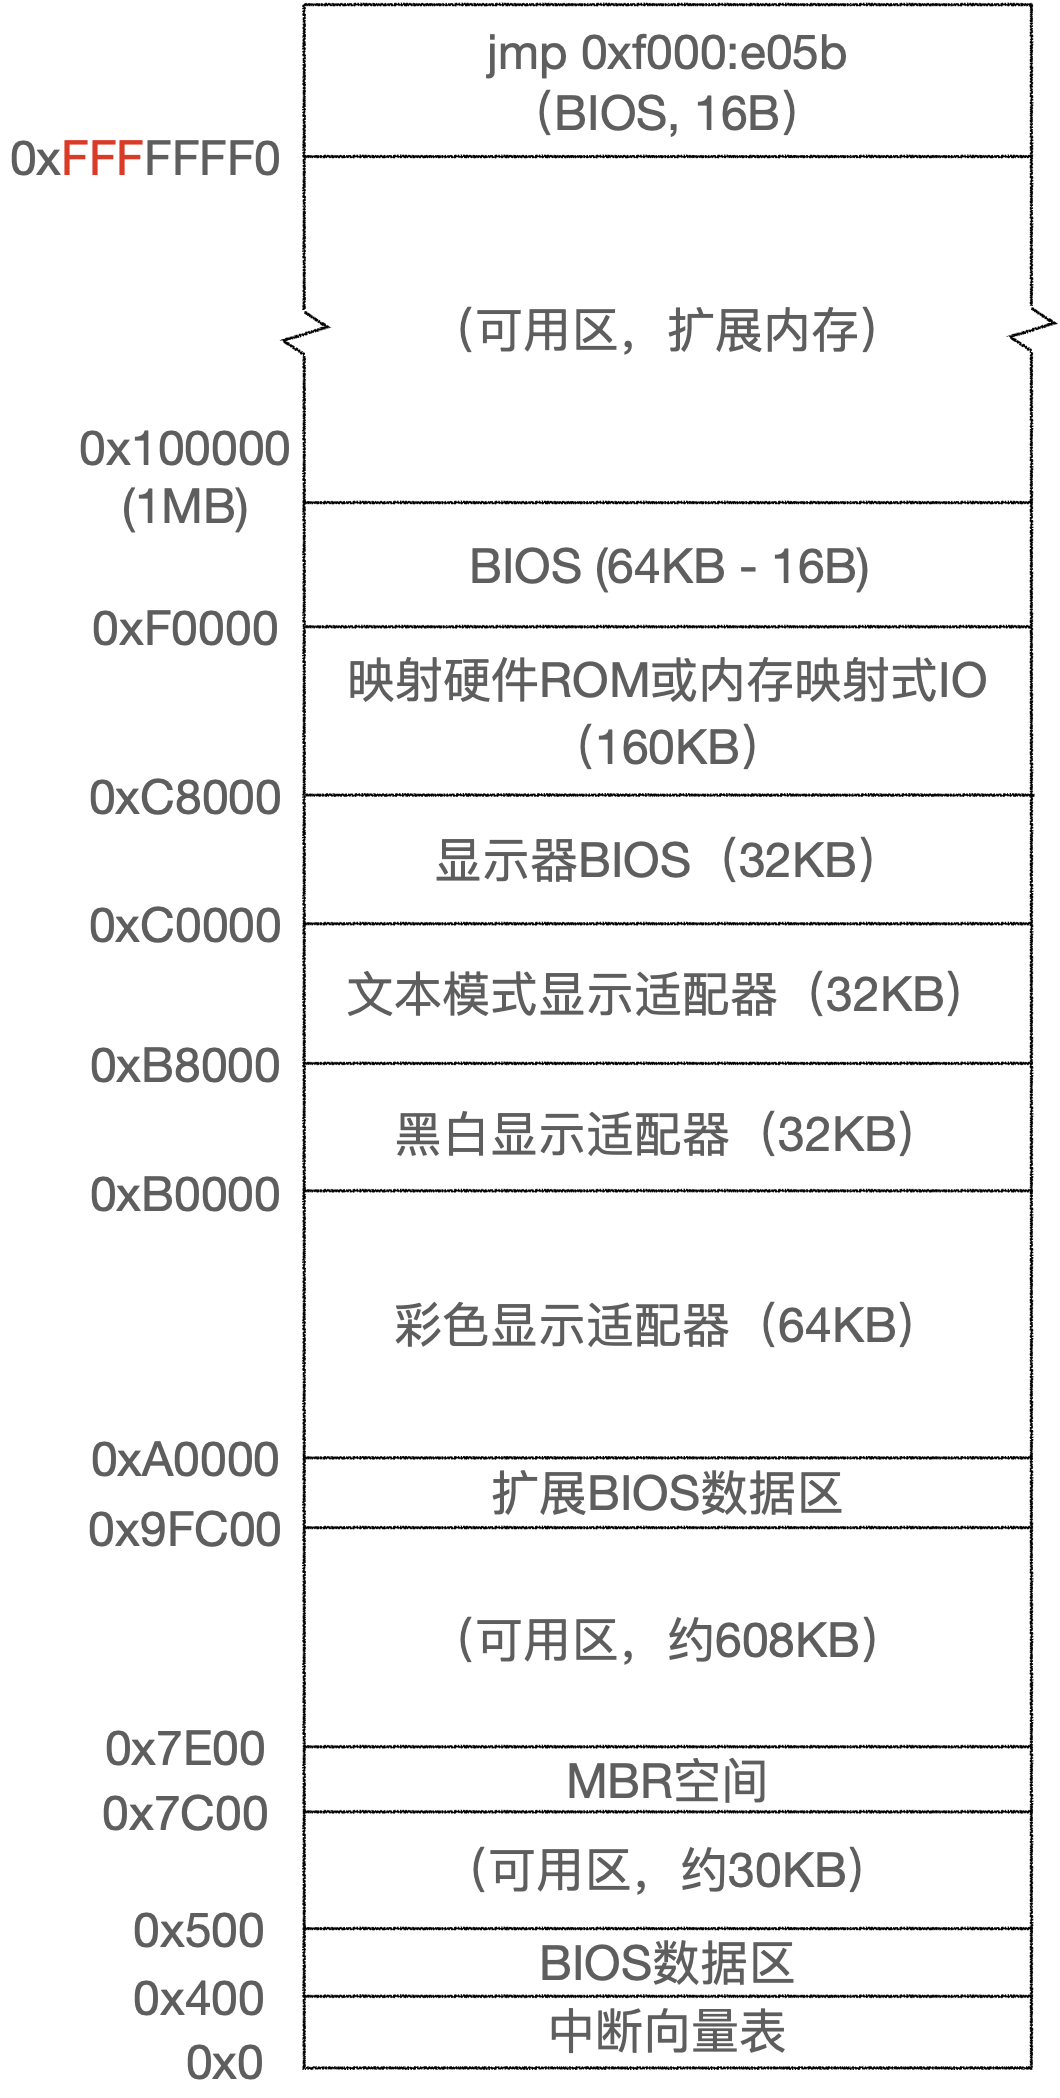 jmp 0xf000:e05b
（BIOS, 16B）
0xFFFFFFF0
（可用区，扩展内存）
0x100000
(1MB)
BIOS (64KB - 16B)
0xF0000
映射硬件ROM或内存映射式IO
（160KB）
0xC8000
显示器BIOS（32KB）
0xC0000
文本模式显示适配器（32KB）
0xB8000
黑白显示适配器（32KB）
0xB0000
彩色显示适配器（64KB）
0xA0000
扩展BIOS数据区
0x9FC00
（可用区，约608KB）
0x7E00
MBR空间
0x7C00
（可用区，约30KB）
0x500
BIOS数据区
0x400
中断向量表
0x0